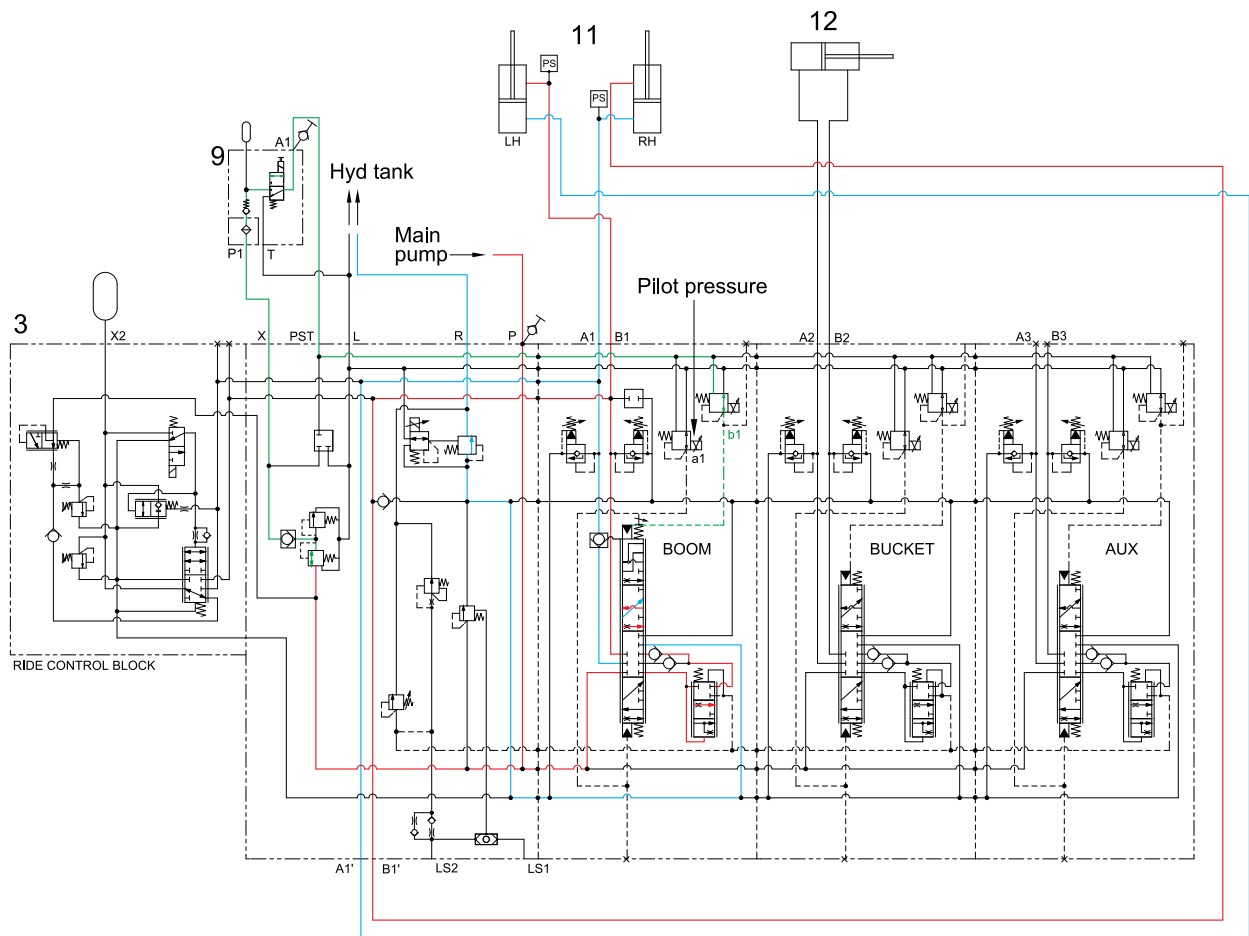 11
12
PS
PS
LH
RH
A1
9
Hyd tank
Main
pump
P1
T
Pilot pressure
3
X2
X
PST
L
R
P
A1
B1
A2
B2
A3
B3
b1
a1
BOOM
BUCKET
AUX
RIDE CONTROL BLOCK
A1'
B1'
LS2
LS1